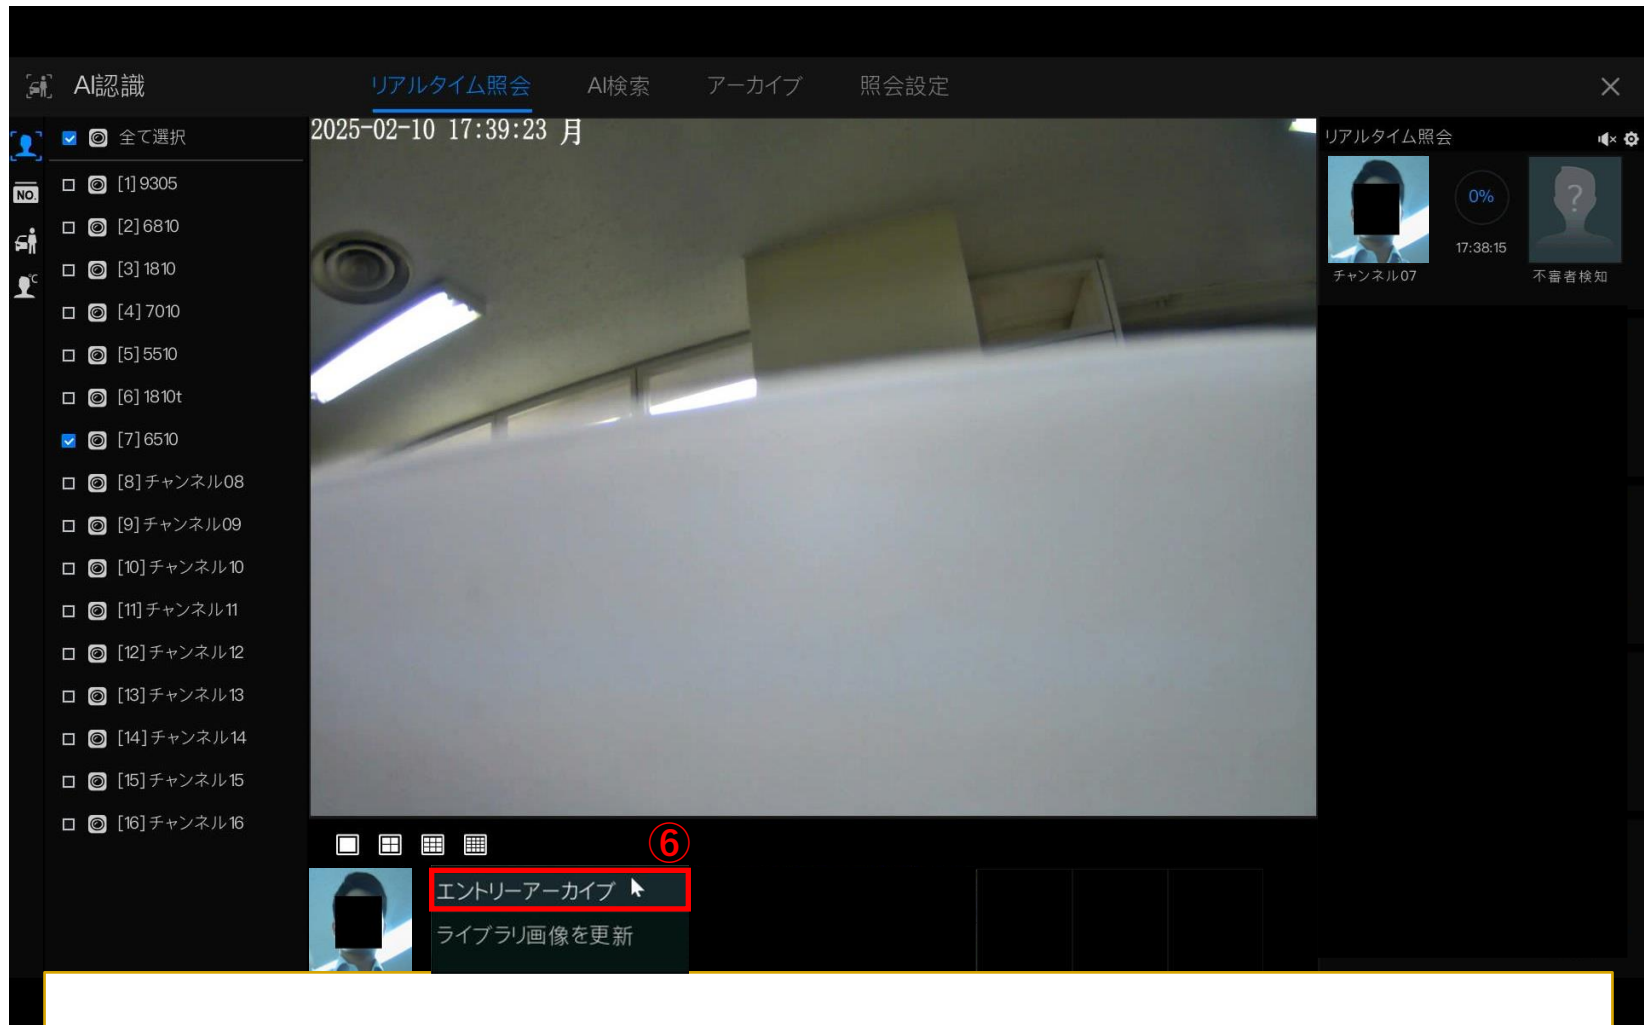 AI認識
リアルタイム照会
AI検索
アーカイブ
照会設定
全て選択
[1] 9305
[2] 6810
[3] 1810
[4] 7010
[5] 5510
[6] 1810t
[7] 6510
[8] チャンネル08
[9] チャンネル09
[10] チャンネル10
[11] チャンネル11
[12] チャンネル12
[13] チャンネル13
[14] チャンネル14
[15] チャンネル15
[16] チャンネル16
NO.
℃
2025-02-10 17:39:23 月
リアルタイム照会
0%
?
17:38:15
チャンネル07
不審者検知
⑥
エントリーアーカイブ
ライブラリ画像を更新